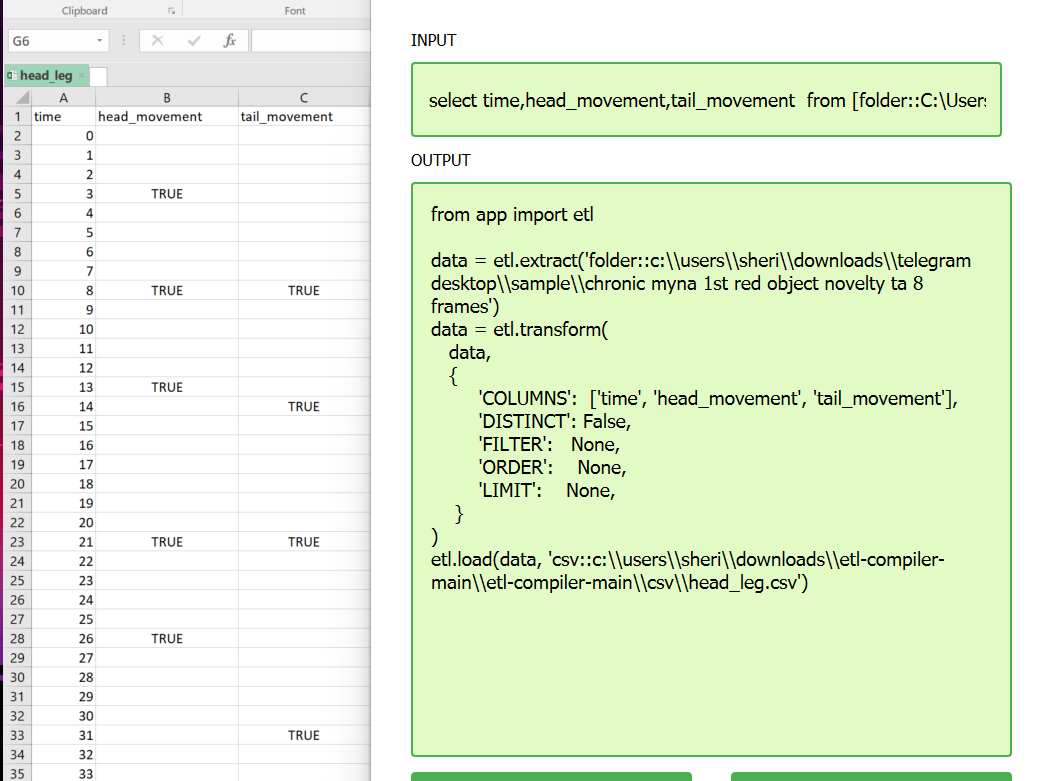 Clipboard Font
G6 fx
head_leg
A B C
1 time head_movement tail_movement
2 0
3 1
4 2
5 3 TRUE
6 4
7 5
8 6
9 7
10 8 TRUE TRUE
11 9
12 10
13 11
14 12
15 13 TRUE
16 14 TRUE
17 15
18 16
19 17
20 18
21 19
22 20
23 21 TRUE TRUE
24 22
25 23
26 24
27 25
28 26 TRUE
29 27
30 28
31 29
32 30
33 31 TRUE
34 32
35 33
INPUT
select time,head_movement,tail_movement from [folder::C:\Users
OUTPUT
from app import etl
data = etl.extract('folder::c:\\users\\sheri\\downloads\\telegram
desktop\\sample\\chronic myna 1st red object novelty ta 8
frames')
data = etl.transform(
data,
{
'COLUMNS': ['time', 'head_movement', 'tail_movement'],
'DISTINCT': False,
'FILTER': None,
'ORDER': None,
'LIMIT': None,
}
)
etl.load(data, 'csv::c:\\users\\sheri\\downloads\\etl-compiler-
main\\etl-compiler-main\\csv\\head_leg.csv')